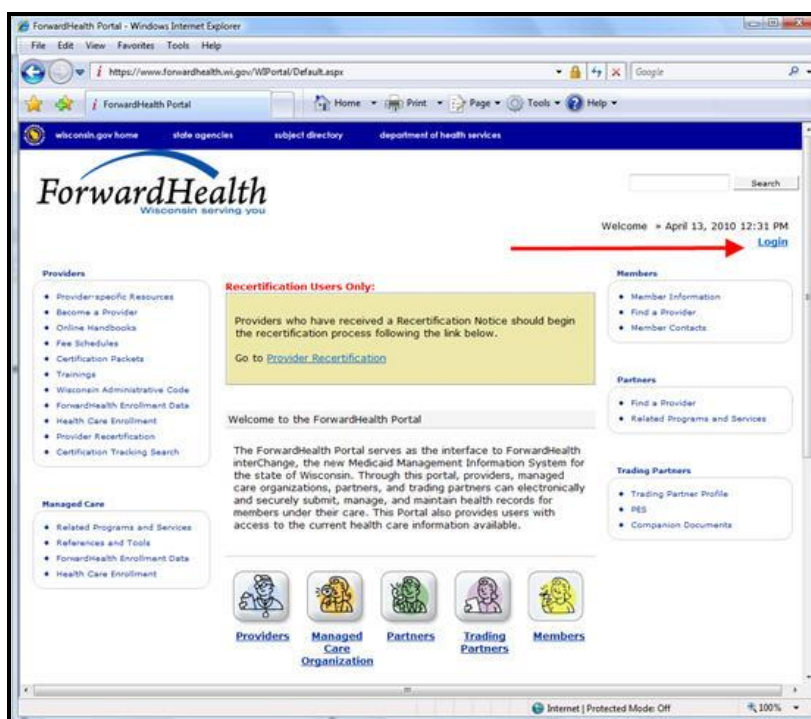 ForwardHealth Portal - Windows Internet Explorer
File Edit View Favorites Tools Help
https://www.forwardhealth.wi.gov/WIPortal/Default.aspx
Google
ForwardHealth Portal
Home Print Page Tools Help
wisconsin.gov home state agencies subject directory department of health services
ForwardHealth
Wisconsin serving you
Search
Welcome » April 13, 2010 12:31 PM
Login
Providers
Provider-specific Resources
Become a Provider
Online Handbooks
Fee Schedules
Certification Packets
Trainings
Wisconsin Administrative Code
ForwardHealth Enrollment Data
Health Care Enrollment
Provider Recertification
Certification Tracking Search
Managed Care
Related Programs and Services
References and Tools
ForwardHealth Enrollment Data
Health Care Enrollment
Recertification Users Only:
Providers who have received a Recertification Notice should begin
the recertification process following the link below.
Go to Provider Recertification
Welcome to the ForwardHealth Portal
The ForwardHealth Portal serves as the interface to ForwardHealth
interChange, the new Medicaid Management Information System for
the state of Wisconsin. Through this portal, providers, managed
care organizations, partners, and trading partners can electronically
and securely submit, manage, and maintain health records for
members under their care. This Portal also provides users with
access to the current health care information available.
Providers
Managed
Care
Organization
Partners
Trading
Partners
Members
Members
Member Information
Find a Provider
Member Contacts
Partners
Find a Provider
Related Programs and Services
Trading Partners
Trading Partner Profile
PES
Companion Documents
Internet | Protected Mode: Off
100%